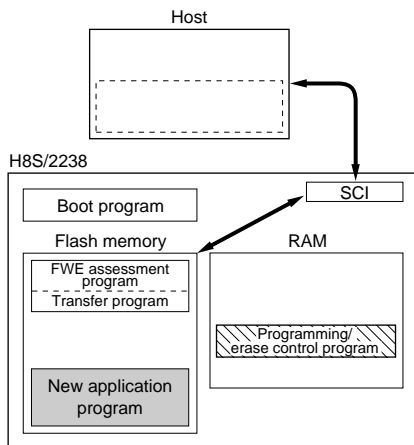 Host
H8S/2238
SCI
Boot program
Flash memory
RAM
FWE assessment
program
Transfer program
Programming/
erase control program
New application
program